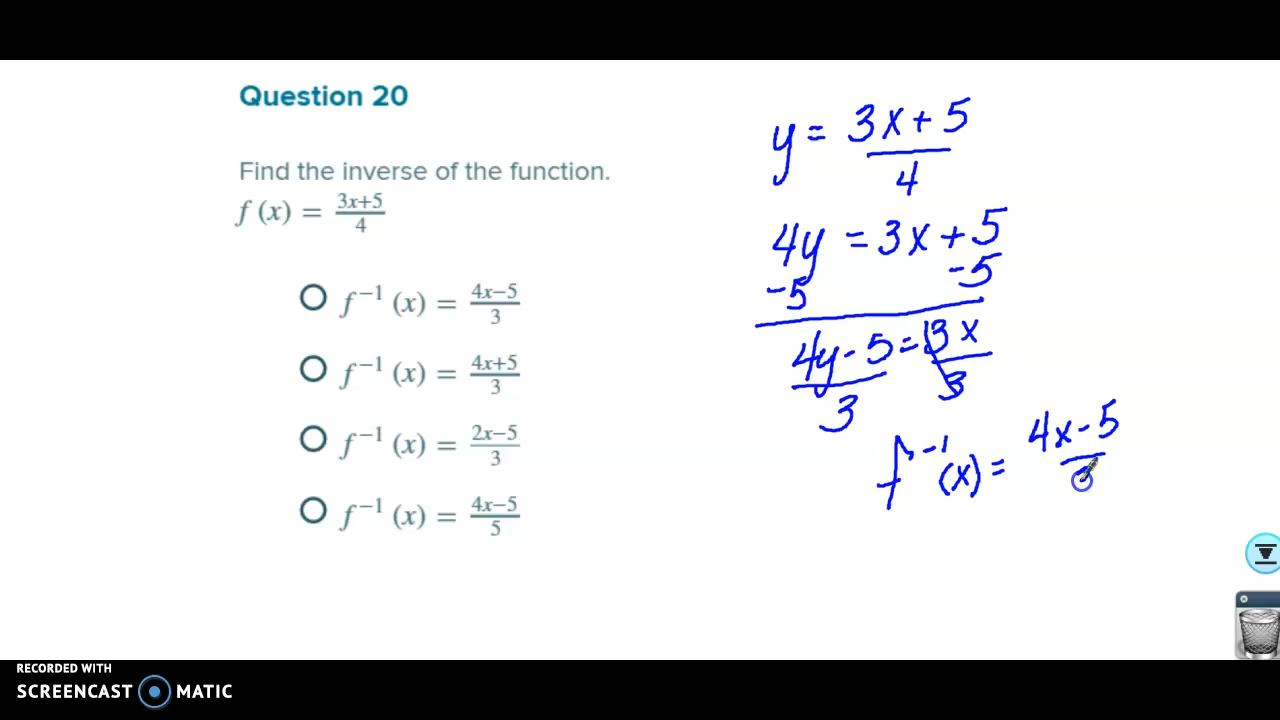 Question 20
Find the inverse of the function.
f (x) = 3x+5/4
f⁻¹ (x) = 4x−5/3
f⁻¹ (x) = 4x+5/3
f⁻¹ (x) = 2x−5/3
f⁻¹ (x) = 4x−5/5
y = 3x + 5/4
4y = 3x + 5
-5 -5
4y - 5/3 = 3x/3
f⁻¹(x) = 4x - 5
RECORDED WITH
SCREENCAST MATIC